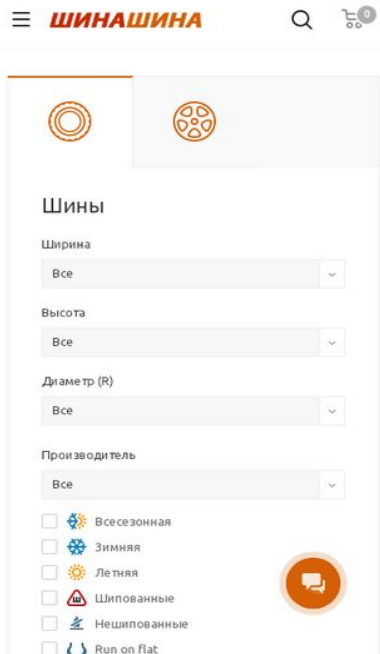 ШИНАШИНА
0
Шины
Ширина
Все
Высота
Все
Диаметр (R)
Все
Производитель
Все
Всесезонная
Зимняя
Летняя
Шипованные
Нешипованные
Run on flat